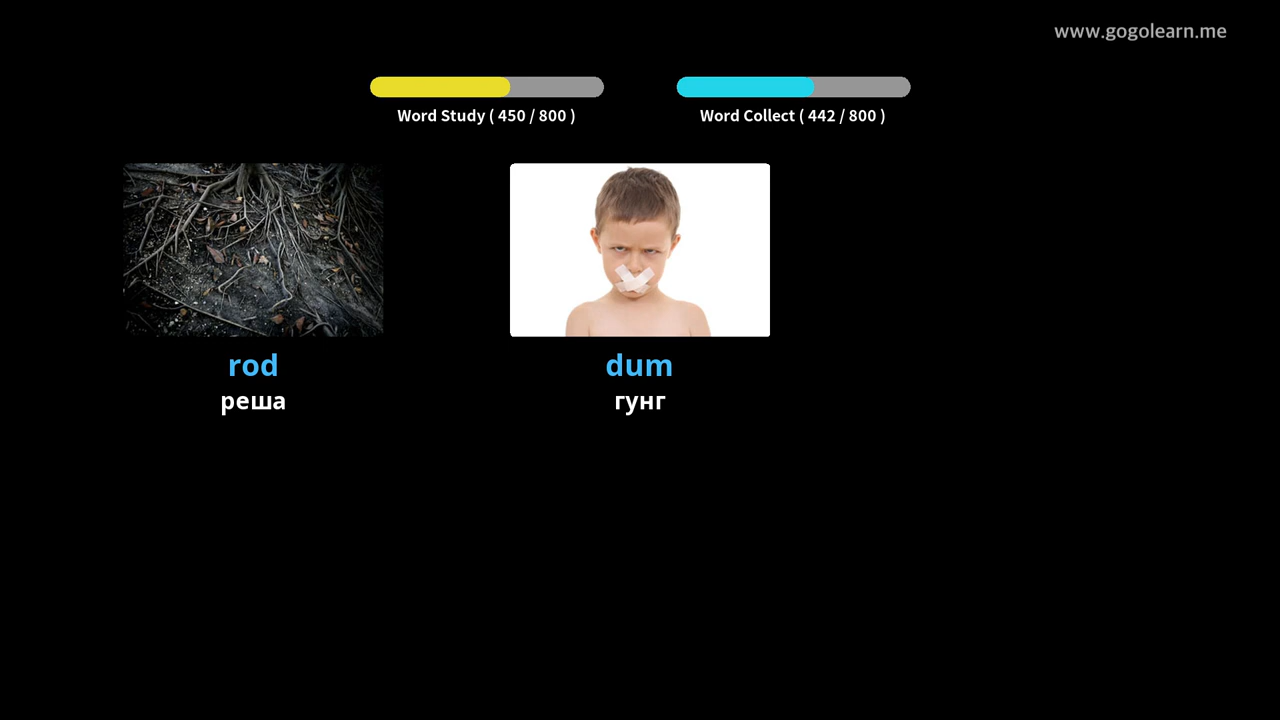 www.gogolearn.me
Word Study ( 450 / 800 )
Word Collect ( 442 / 800 )
rod
реша
dum
гунг